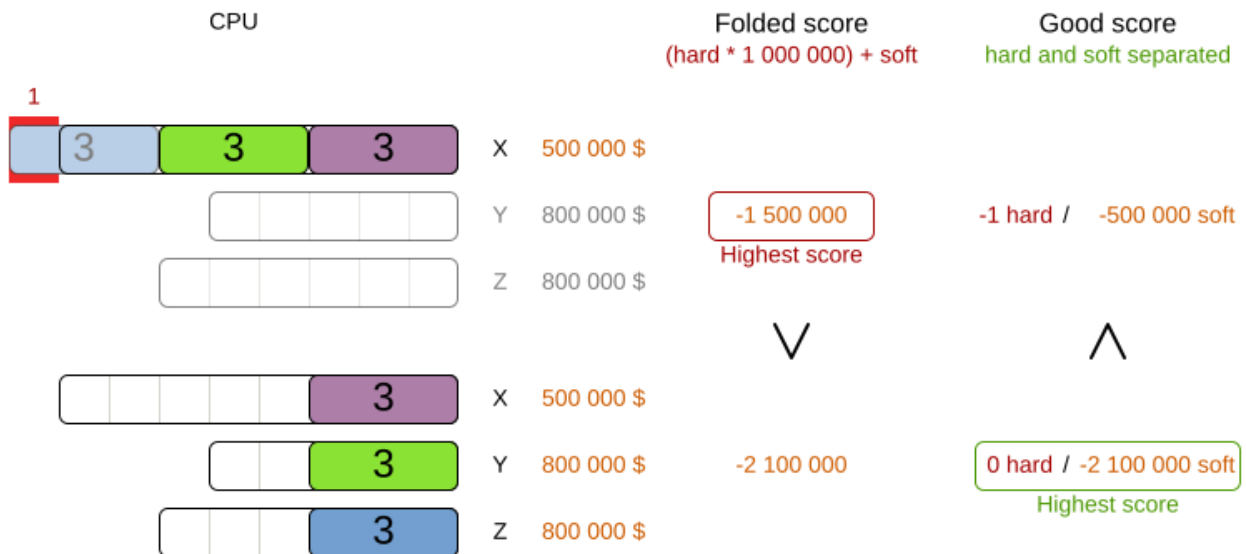 CPU Folded score Good score
(hard * 1 000 000) + soft hard and soft separated
1
3 3 3 X 500 000 $
Y 800 000 $ -1 500 000 -1 hard / -500 000 soft
Highest score
Z 800 000 $
> <
3 X 500 000 $
3 Y 800 000 $ -2 100 000 0 hard / -2 100 000 soft
Highest score
3 Z 800 000 $